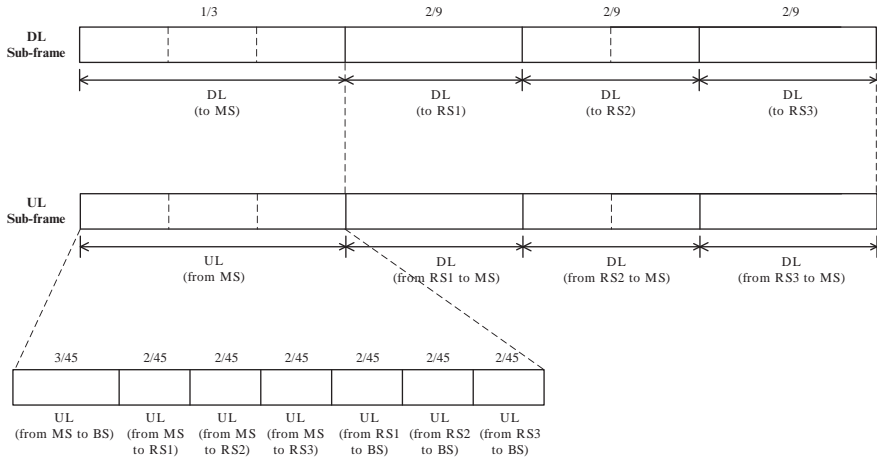 1/3 2/9 2/9 2/9
DL
Sub-frame
DL DL DL DL
(to MS) (to RS1) (to RS2) (to RS3)
UL
Sub-frame
UL DL DL DL
(from MS) (from RS1 to MS) (from RS2 to MS) (from RS3 to MS)
3/45 2/45 2/45 2/45 2/45 2/45 2/45
UL UL UL UL UL UL UL
(from MS to BS) (from MS (from MS (from MS (from RS1 (from RS2 (from RS3
to RS1) to RS2) to RS3) to BS) to BS) to BS)